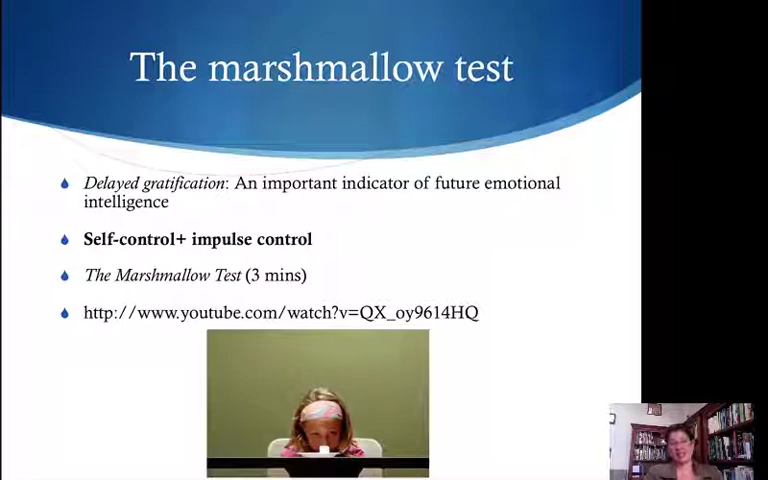 The marshmallow test
Delayed gratification: An important indicator of future emotional
intelligence
Self-control+ impulse control
The Marshmallow Test (3 mins)
http://www.youtube.com/watch?v=QX_oy9614HQ